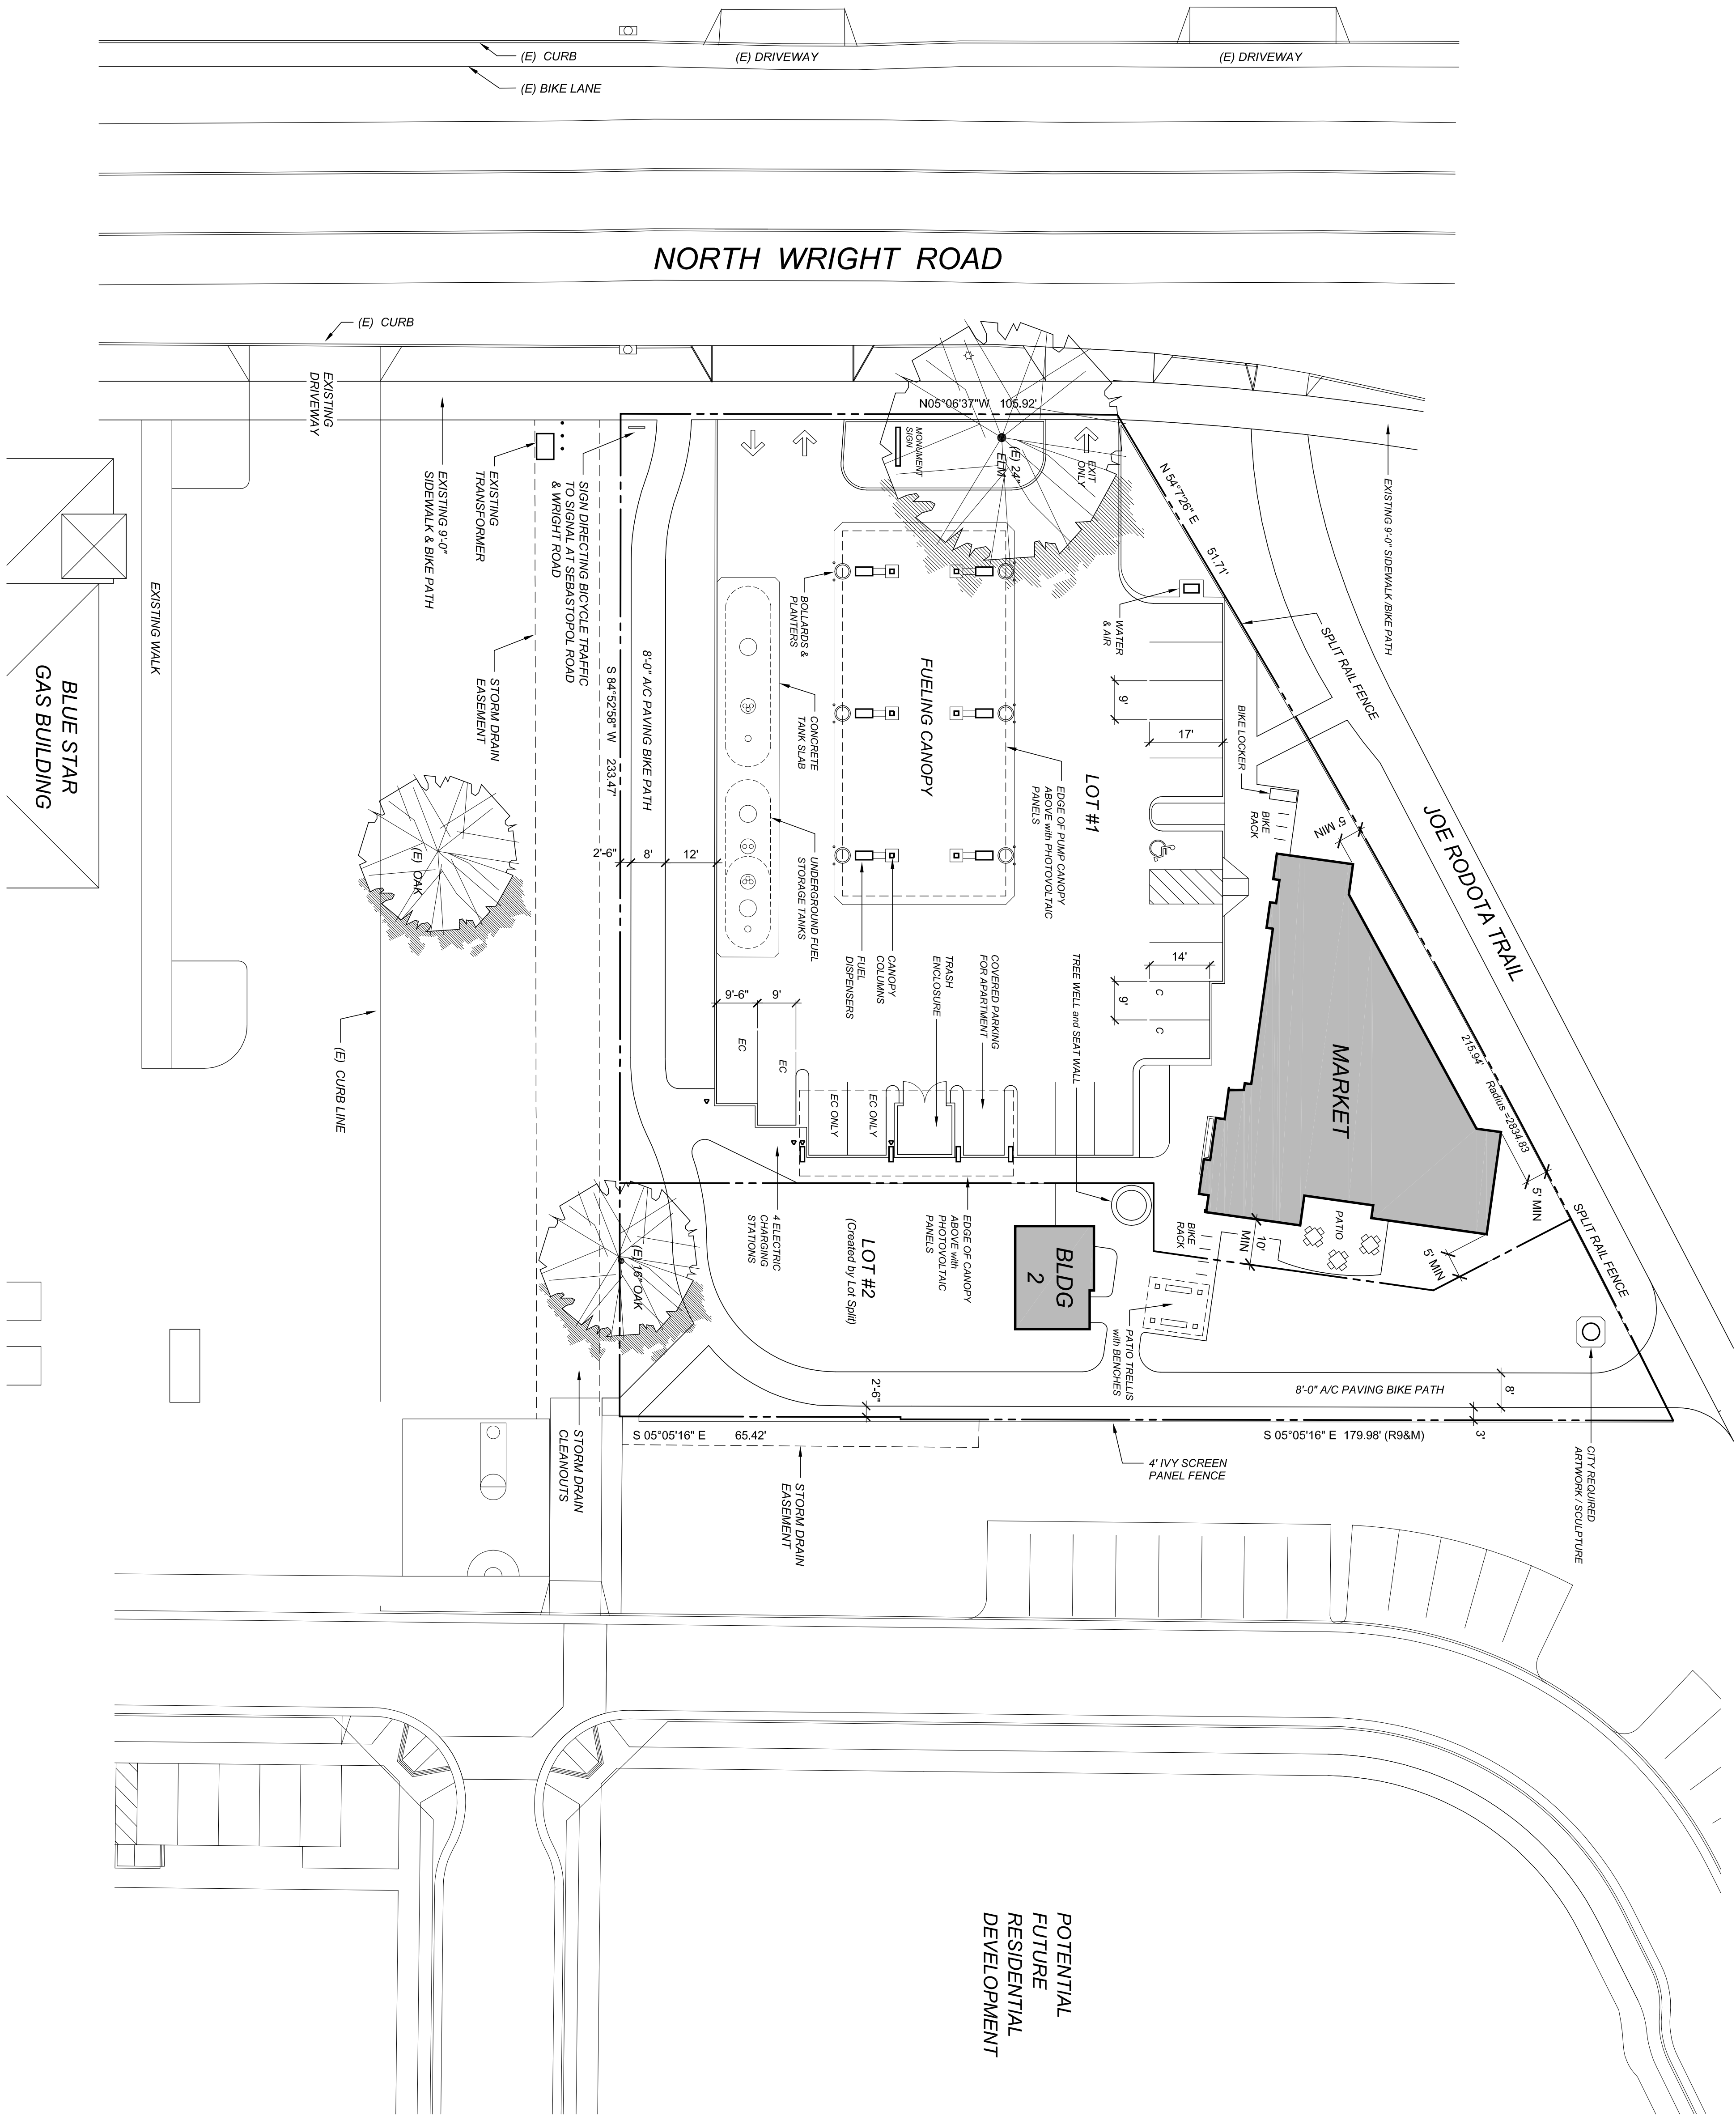 (E) CURB
(E) DRIVEWAY
(E) DRIVEWAY
(E) BIKE LANE
NORTH WRIGHT ROAD
(E) CURB
EXISTING
DRIVEWAY
N05°06'37"W 105.92'
MONUMENT
SIGN
(E) 24"
ELM
EXIT
ONLY
N 54°7'26" E
51.71'
EXISTING 9'-0" SIDEWALK /BIKE PATH
EXISTING 9'-0"
SIDEWALK & BIKE PATH
EXISTING
TRANSFORMER
SIGN DIRECTING BICYCLE TRAFFIC
TO SIGNAL AT SEBASTOPOL ROAD
& WRIGHT ROAD
EXISTING WALK
BLUE STAR
GAS BUILDING
STORM DRAIN
EASEMENT
S 84°52'58" W 233.47'
8'-0" A/C PAVING BIKE PATH
BOLLARDS &
PLANTERS
WATER
& AIR
SPLIT RAIL FENCE
FUELING CANOPY
CONCRETE
TANK SLAB
9'
17'
BIKE LOCKER
BIKE
RACK
LOT #1
EDGE OF PUMP CANOPY
ABOVE with PHOTOVOLTAIC
PANELS
5' MIN
JOE RODOTA TRAIL
(E) OAK
2'-6"
8'
12'
UNDERGROUND FUEL
STORAGE TANKS
FUEL
DISPENSERS
CANOPY
COLUMNS
TRASH
ENCLOSURE
COVERED PARKING
FOR APARTMENT
TREE WELL and SEAT WALL
14'
9'
C
C
9'-6"
9'
EC
EC
EC ONLY
EC ONLY
MARKET
215.94'
Radius =2834.83
(E) CURB LINE
5' MIN
SPLIT RAIL FENCE
4 ELECTRIC
CHARGING
STATIONS
LOT #2
(Created by Lot Split)
EDGE OF CANOPY
ABOVE with
PHOTOVOLTAIC
PANELS
BLDG
2
BIKE
RACK
10'
MIN
PATIO
5' MIN
(E) 16" OAK
PATIO TRELLIS
with BENCHES
2'-6"
8'-0" A/C PAVING BIKE PATH
8'
S 05°05'16" E 65.42'
S 05°05'16" E 179.98' (R9&M)
3'
STORM DRAIN
CLEANOUTS
STORM DRAIN
EASEMENT
4' IVY SCREEN
PANEL FENCE
CITY REQUIRED
ARTWORK / SCULPTURE
POTENTIAL
FUTURE
RESIDENTIAL
DEVELOPMENT